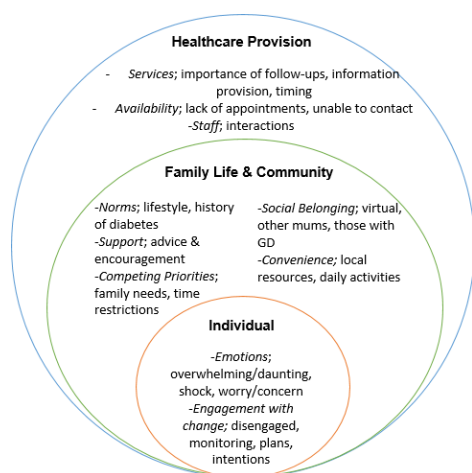 Healthcare Provision
- Services; importance of follow-ups, information
provision, timing
- Availability; lack of appointments, unable to contact
-Staff; interactions
Family Life & Community
-Norms; lifestyle, history
of diabetes
-Support; advice &
encouragement
-Competing Priorities;
family needs, time
restrictions
-Social Belonging; virtual,
other mums, those with
GD
-Convenience; local
resources, daily activities
Individual
-Emotions;
overwhelming/daunting,
shock, worry/concern
-Engagement with
change; disengaged,
monitoring, plans,
intentions